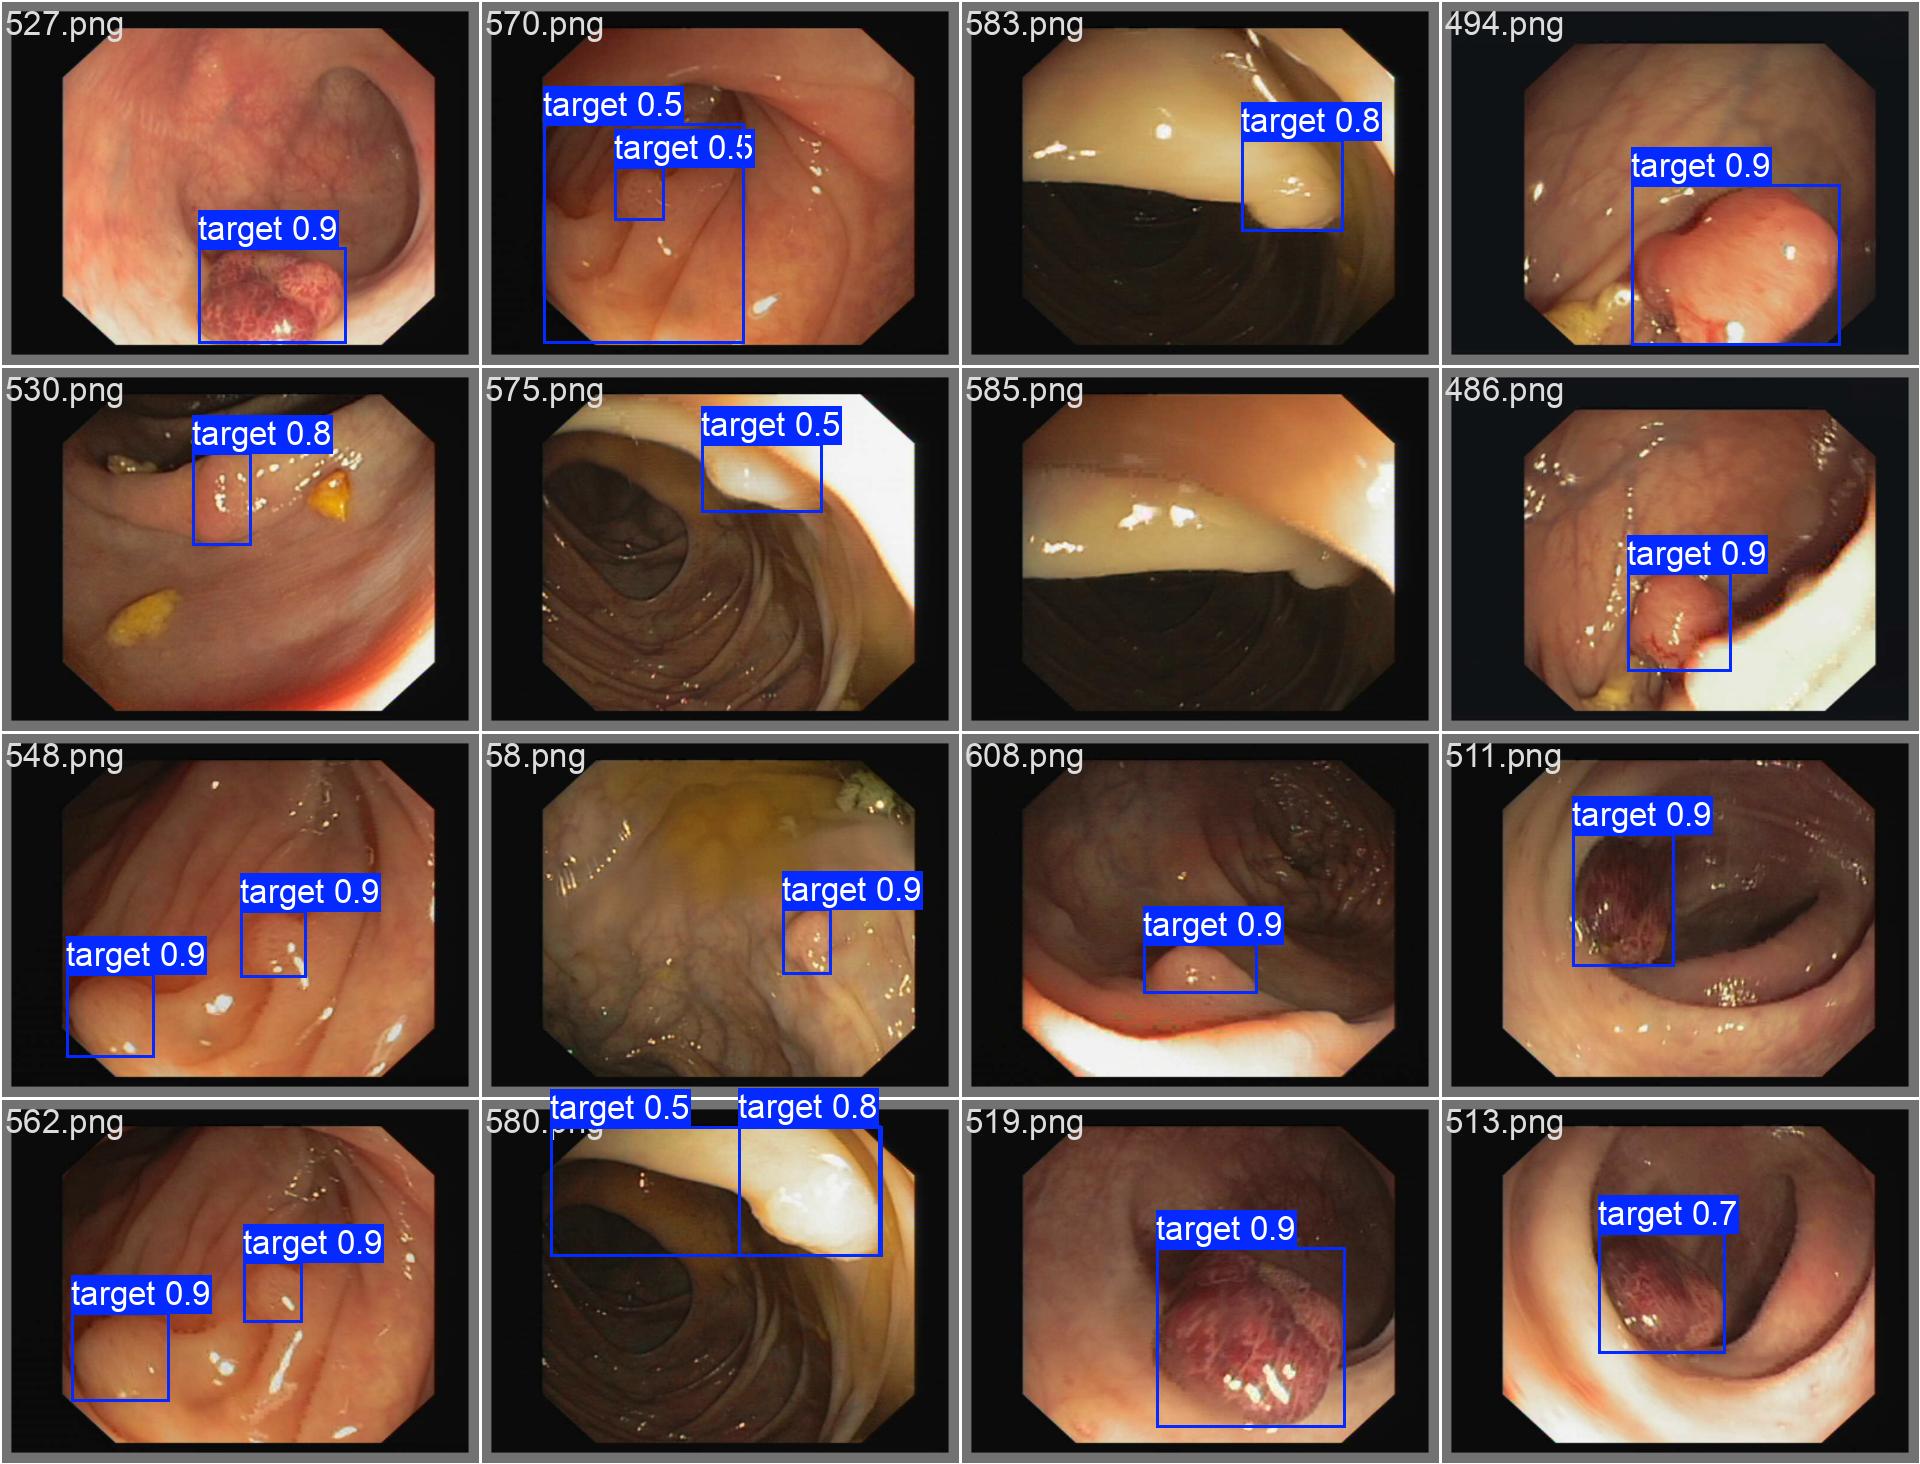 527.png
target 0.9
570.png
target 0.5
target 0.5
583.png
target 0.8
494.png
target 0.9
530.png
target 0.8
575.png
target 0.5
585.png
486.png
target 0.9
548.png
target 0.9
target 0.9
58.png
target 0.9
608.png
target 0.9
511.png
target 0.9
562.png
target 0.9
target 0.9
580.png
target 0.5
target 0.8
519.png
target 0.9
513.png
target 0.7